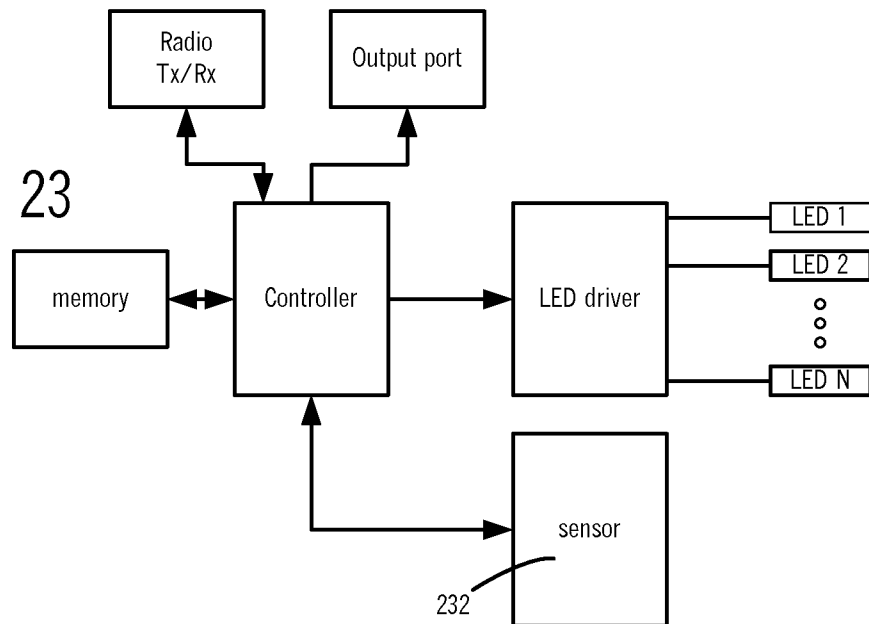 Radio
Tx/Rx
Output port
23
memory
Controller
LED driver
LED 1
LED 2
LED N
sensor
232